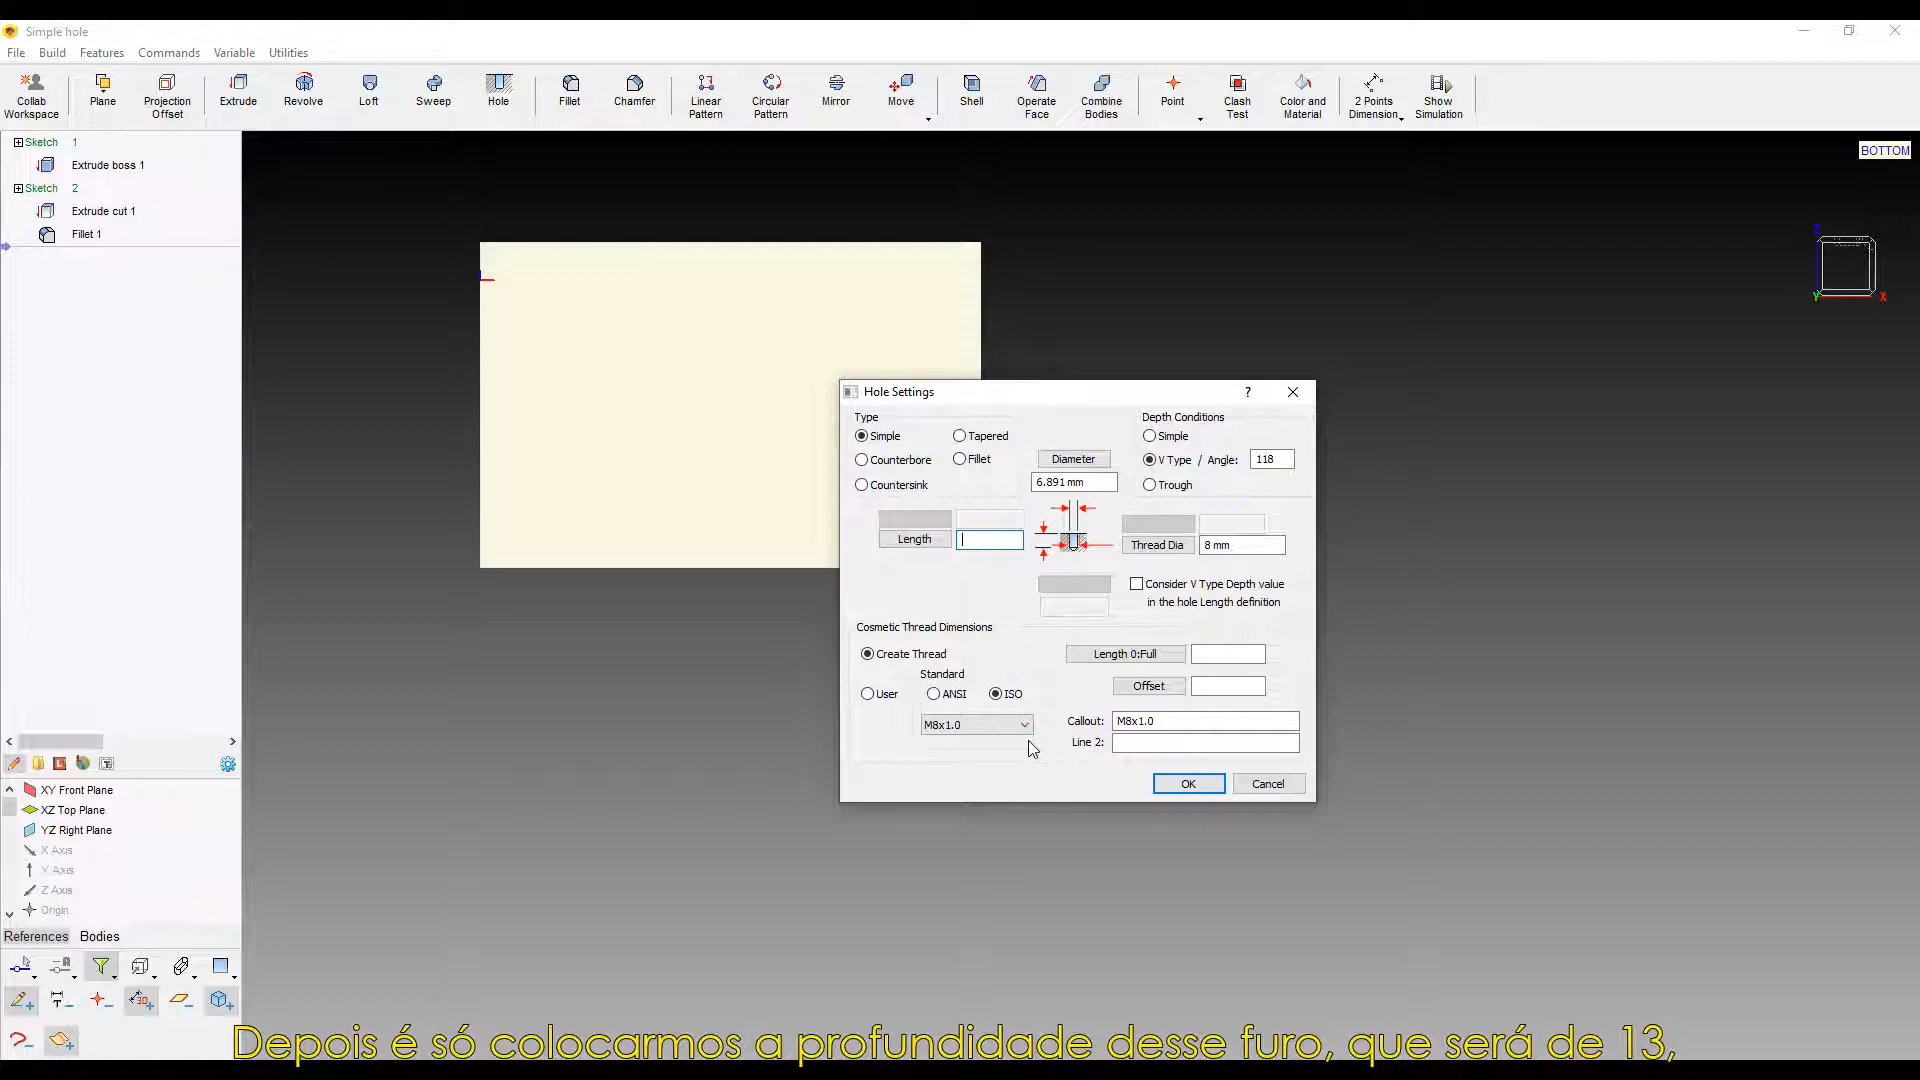 Simple hole
File Build Features Commands Variable Utilities
Collab Workspace
Plane
Projection Offset
Extrude
Revolve
Loft
Sweep
Hole
Fillet
Chamfer
Linear Pattern
Circular Pattern
Mirror
Move
Shell
Operate Face
Combine Bodies
Point
Clash Test
Color and Material
2 Points Dimension
Show Simulation
Sketch 1
Extrude boss 1
Sketch 2
Extrude cut 1
Fillet 1
BOTTOM
Z
Y
X
Hole Settings
Type
Simple
Tapered
Counterbore
Fillet
Countersink
Diameter
6.891 mm
Depth Conditions
Simple
V Type / Angle: 118
Trough
Length
Thread Dia 8 mm
Consider V Type Depth value
in the hole Length definition
Cosmetic Thread Dimensions
Create Thread
Standard
User ANSI ISO
M8x1.0
Length 0:Full
Offset
Callout: M8x1.0
Line 2:
OK Cancel
XY Front Plane
XZ Top Plane
YZ Right Plane
X Axis
Y Axis
Z Axis
Origin
References Bodies
Depois é só colocarmos a profundidade desse furo, que será de 13,